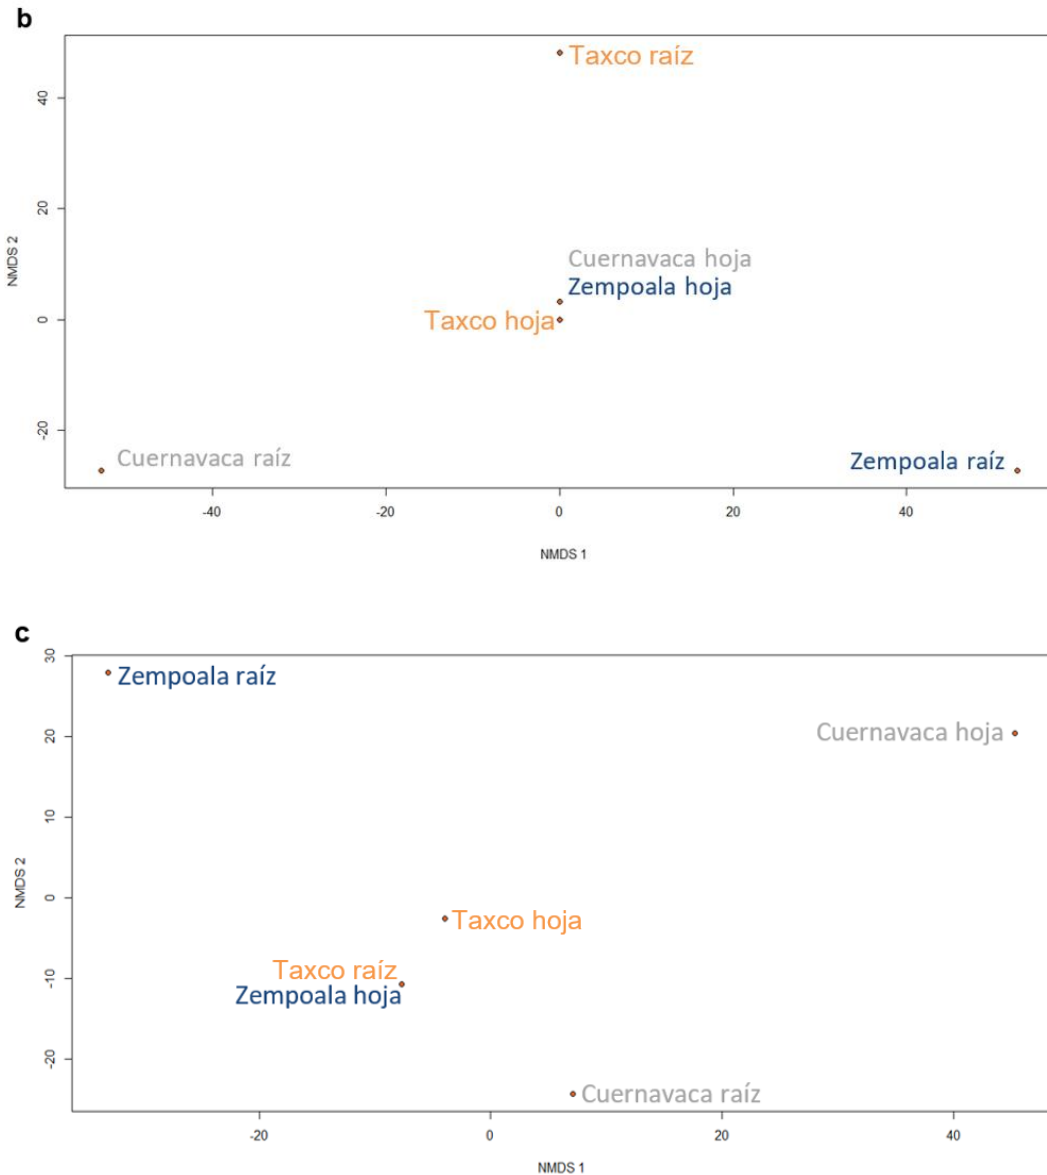 b
Taxco raíz
40
20
NMDS 2
Cuernavaca hoja
Zempoala hoja
Taxco hoja
0
-20
Cuernavaca raíz
Zempoala raíz
-40 -20 0 20 40
NMDS 1
c
30
Zempoala raíz
20
Cuernavaca hoja
10
NMDS 2
0
Taxco hoja
Taxco raíz
-10
Zempoala hoja
-20
Cuernavaca raíz
-20 0 20 40
NMDS 1